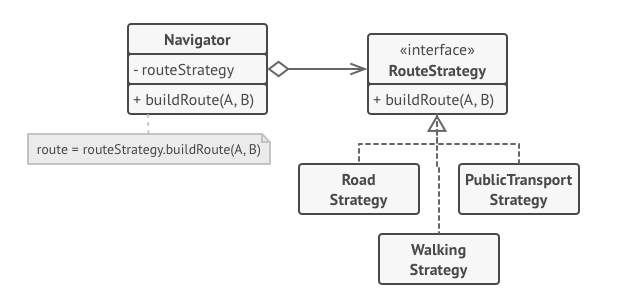 Navigator
- routeStrategy
+ buildRoute(A, B)
route = routeStrategy.buildRoute(A, B)
«interface»
RouteStrategy
+ buildRoute(A, B)
Road
Strategy
PublicTransport
Strategy
Walking
Strategy